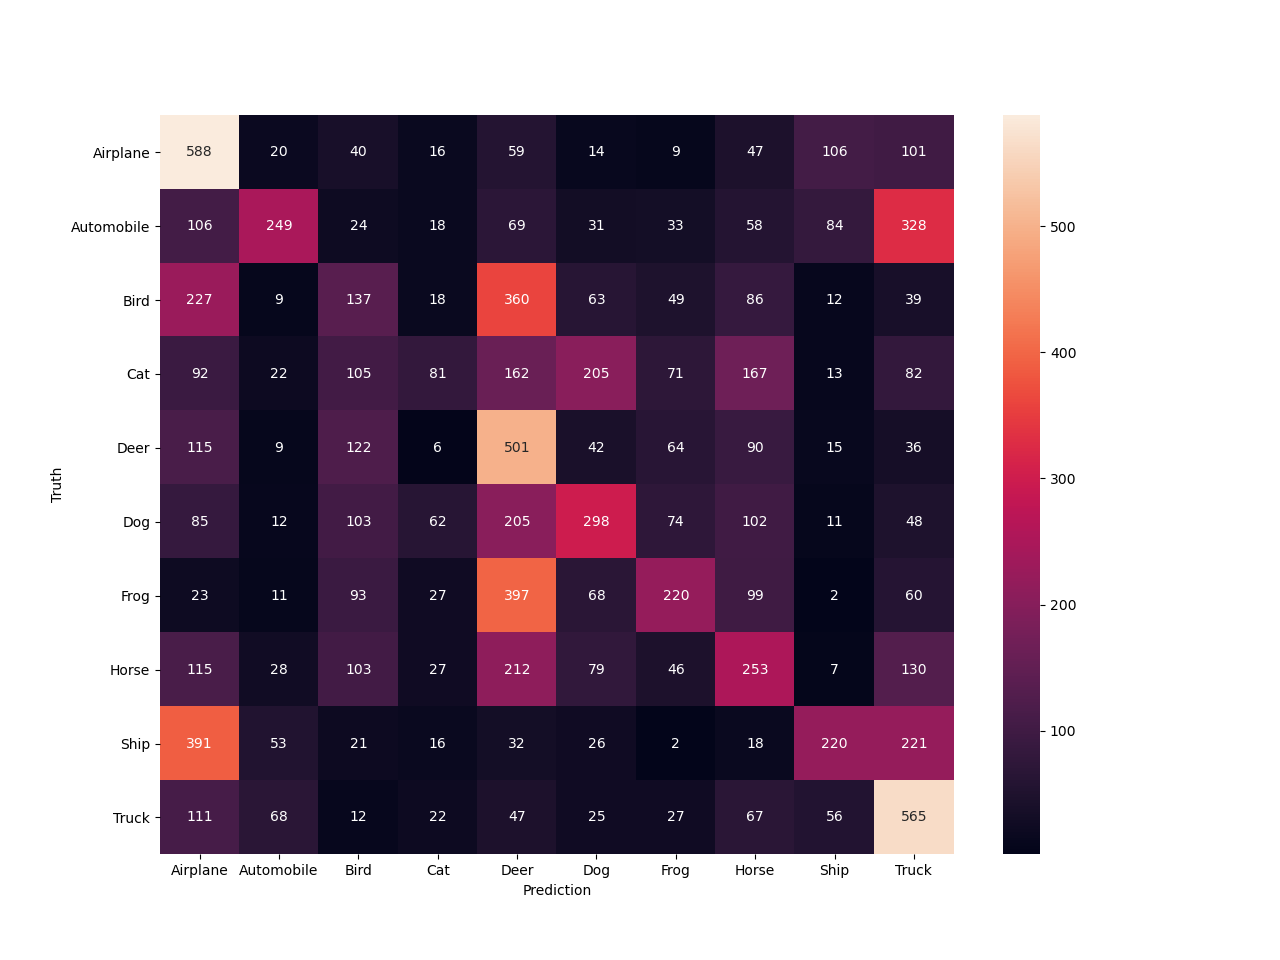 Airplane 588 20 40 16 59 14 9 47 106 101
Automobile 106 249 24 18 69 31 33 58 84 328 500
Bird 227 9 137 18 360 63 49 86 12 39
400
Cat 92 22 105 81 162 205 71 167 13 82
Deer 115 9 122 6 501 42 64 90 15 36
Truth 300
Dog 85 12 103 62 205 298 74 102 11 48
Frog 23 11 93 27 397 68 220 99 2 60 200
Horse 115 28 103 27 212 79 46 253 7 130
Ship 391 53 21 16 32 26 2 18 220 221 100
Truck 111 68 12 22 47 25 27 67 56 565
Airplane Automobile Bird Cat Deer Dog Frog Horse Ship Truck
Prediction